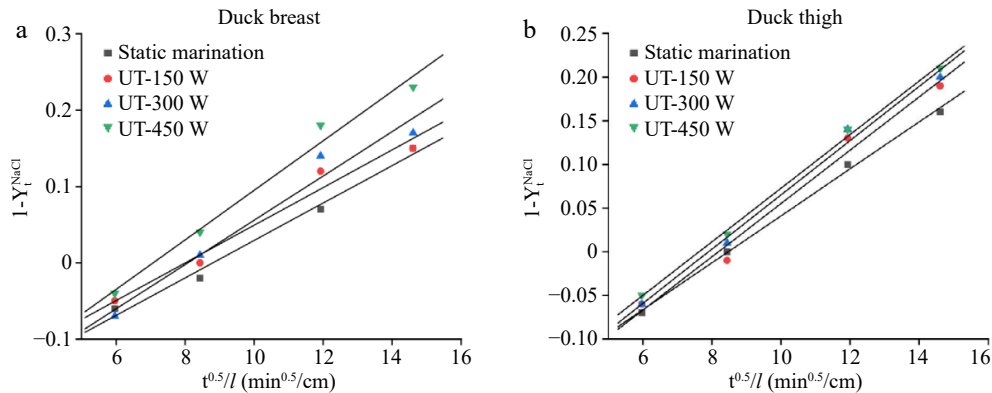 a
Duck breast
0.3
0.2
0.1
0
−0.1
1-Y_t^NaCl
Static marination
UT-150 W
UT-300 W
UT-450 W
6 8 10 12 14 16
t^0.5/l (min^0.5/cm)
b
Duck thigh
0.25
0.20
0.15
0.10
0.05
0
−0.05
−0.10
1-Y_t^NaCl
Static marination
UT-150 W
UT-300 W
UT-450 W
6 8 10 12 14 16
t^0.5/l (min^0.5/cm)